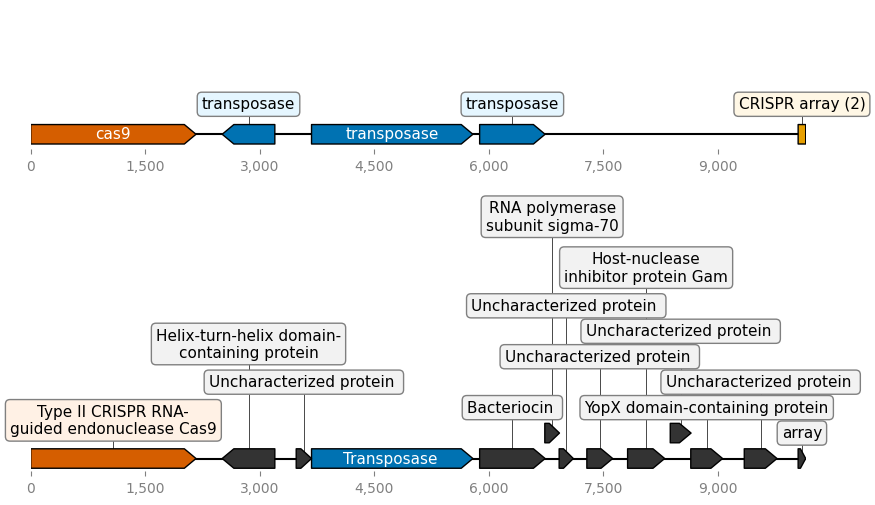 transposase
transposase
CRISPR array (2)
cas9
transposase
0
1,500
3,000
4,500
6,000
7,500
9,000
RNA polymerase
subunit sigma-70
Host-nuclease
inhibitor protein Gam
Uncharacterized protein
Uncharacterized protein
Helix-turn-helix domain-
containing protein
Uncharacterized protein
Uncharacterized protein
Uncharacterized protein
Type II CRISPR RNA-
guided endonuclease Cas9
Bacteriocin
YopX domain-containing protein
array
Transposase
0
1,500
3,000
4,500
6,000
7,500
9,000